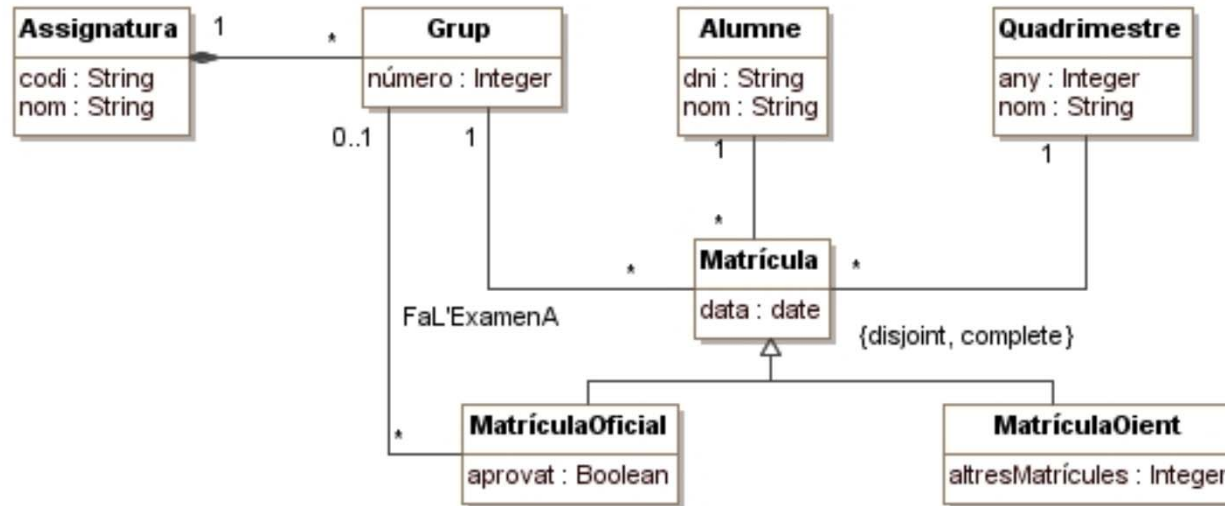 Assignatura
codi : String
nom : String
1
*
Grup
número : Integer
Alumne
dni : String
nom : String
Quadrimestre
any : Integer
nom : String
0..1
1
1
1
*
*
*
Matrícula
data : date
FaL'ExamenA
{disjoint, complete}
*
MatrículaOficial
aprovat : Boolean
MatrículaOient
altresMatrícules : Integer